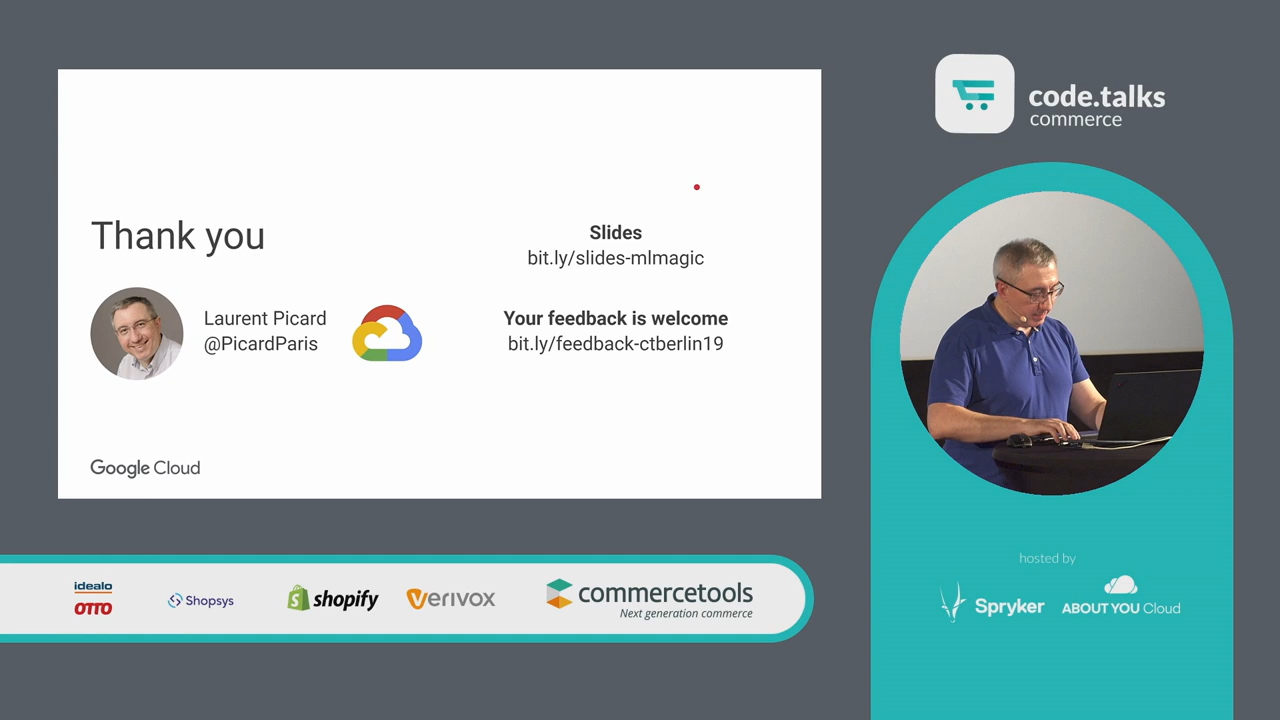 Thank you
Laurent Picard
@PicardParis
Slides
bit.ly/slides-mlmagic
Your feedback is welcome
bit.ly/feedback-ctberlin19
Google Cloud
code.talks
commerce
hosted by
Spryker
ABOUT YOU Cloud
idealo
OTTO
Shopsys
shopify
Verivox
commercetools
Next generation commerce